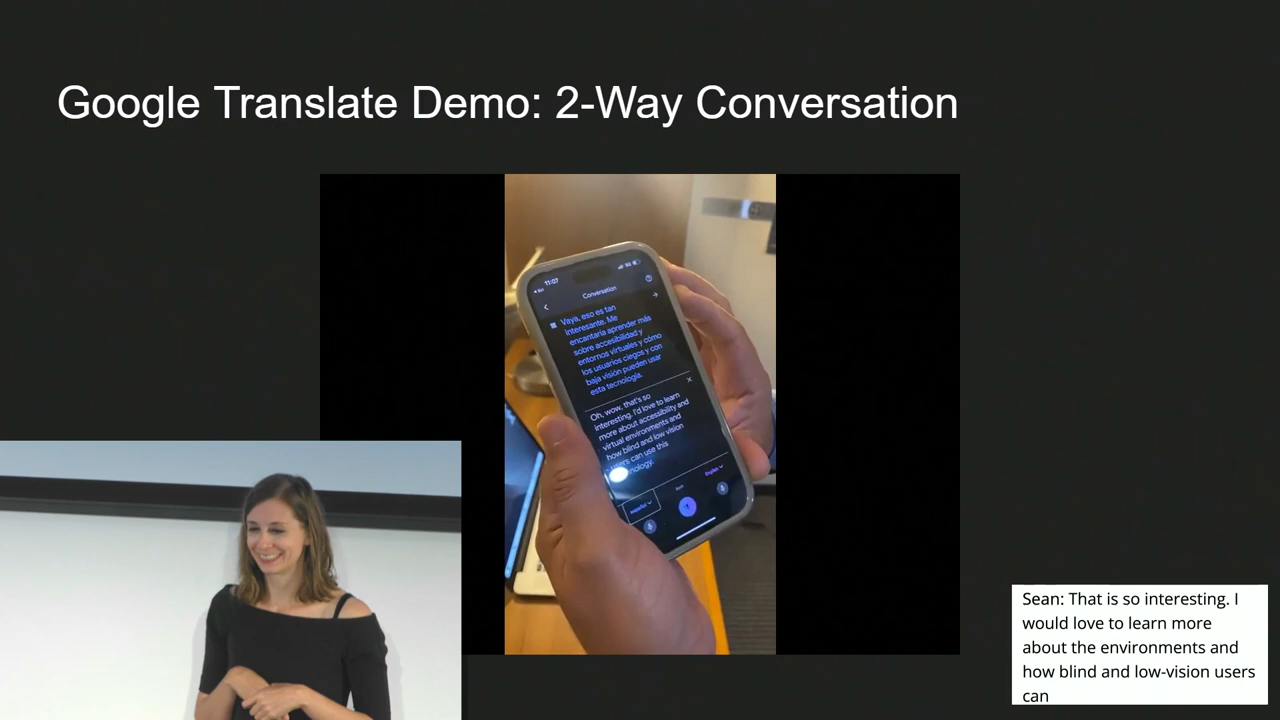 Google Translate Demo: 2-Way Conversation
11:07
Conversation
Vaya, eso es tan
interesante. Me
encantaría aprender más
sobre accesibilidad y
entornos virtuales y cómo
los usuarios ciegos y con
baja visión pueden usar
esta tecnología.
Oh, wow, that's so
interesting. I'd love to learn
more about accessibility and
virtual environments and
how blind and low vision
users can use this
English
Sean: That is so interesting. I
would love to learn more
about the environments and
how blind and low-vision users
can